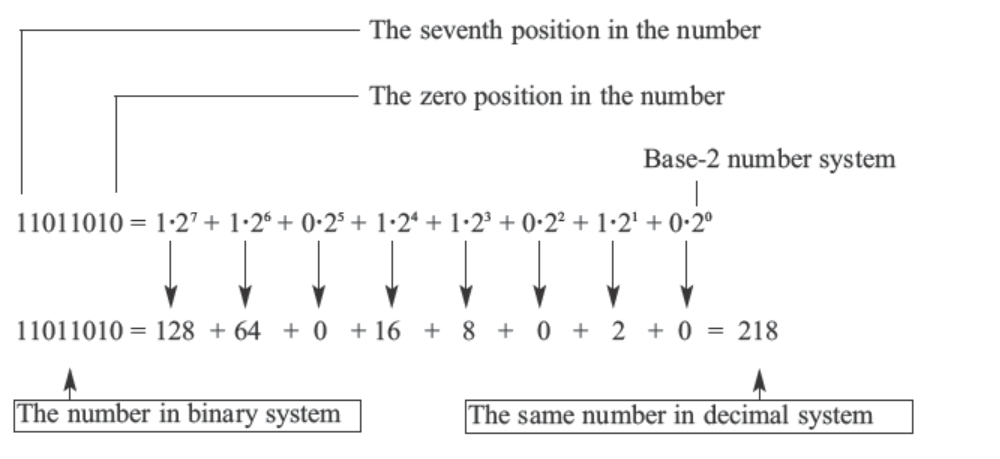 The seventh position in the number
The zero position in the number
Base-2 number system
11011010 = 1·2⁷ + 1·2⁶ + 0·2⁵ + 1·2⁴ + 1·2³ + 0·2² + 1·2¹ + 0·2⁰
11011010 = 128 + 64 + 0 + 16 + 8 + 0 + 2 + 0 = 218
The number in binary system
The same number in decimal system